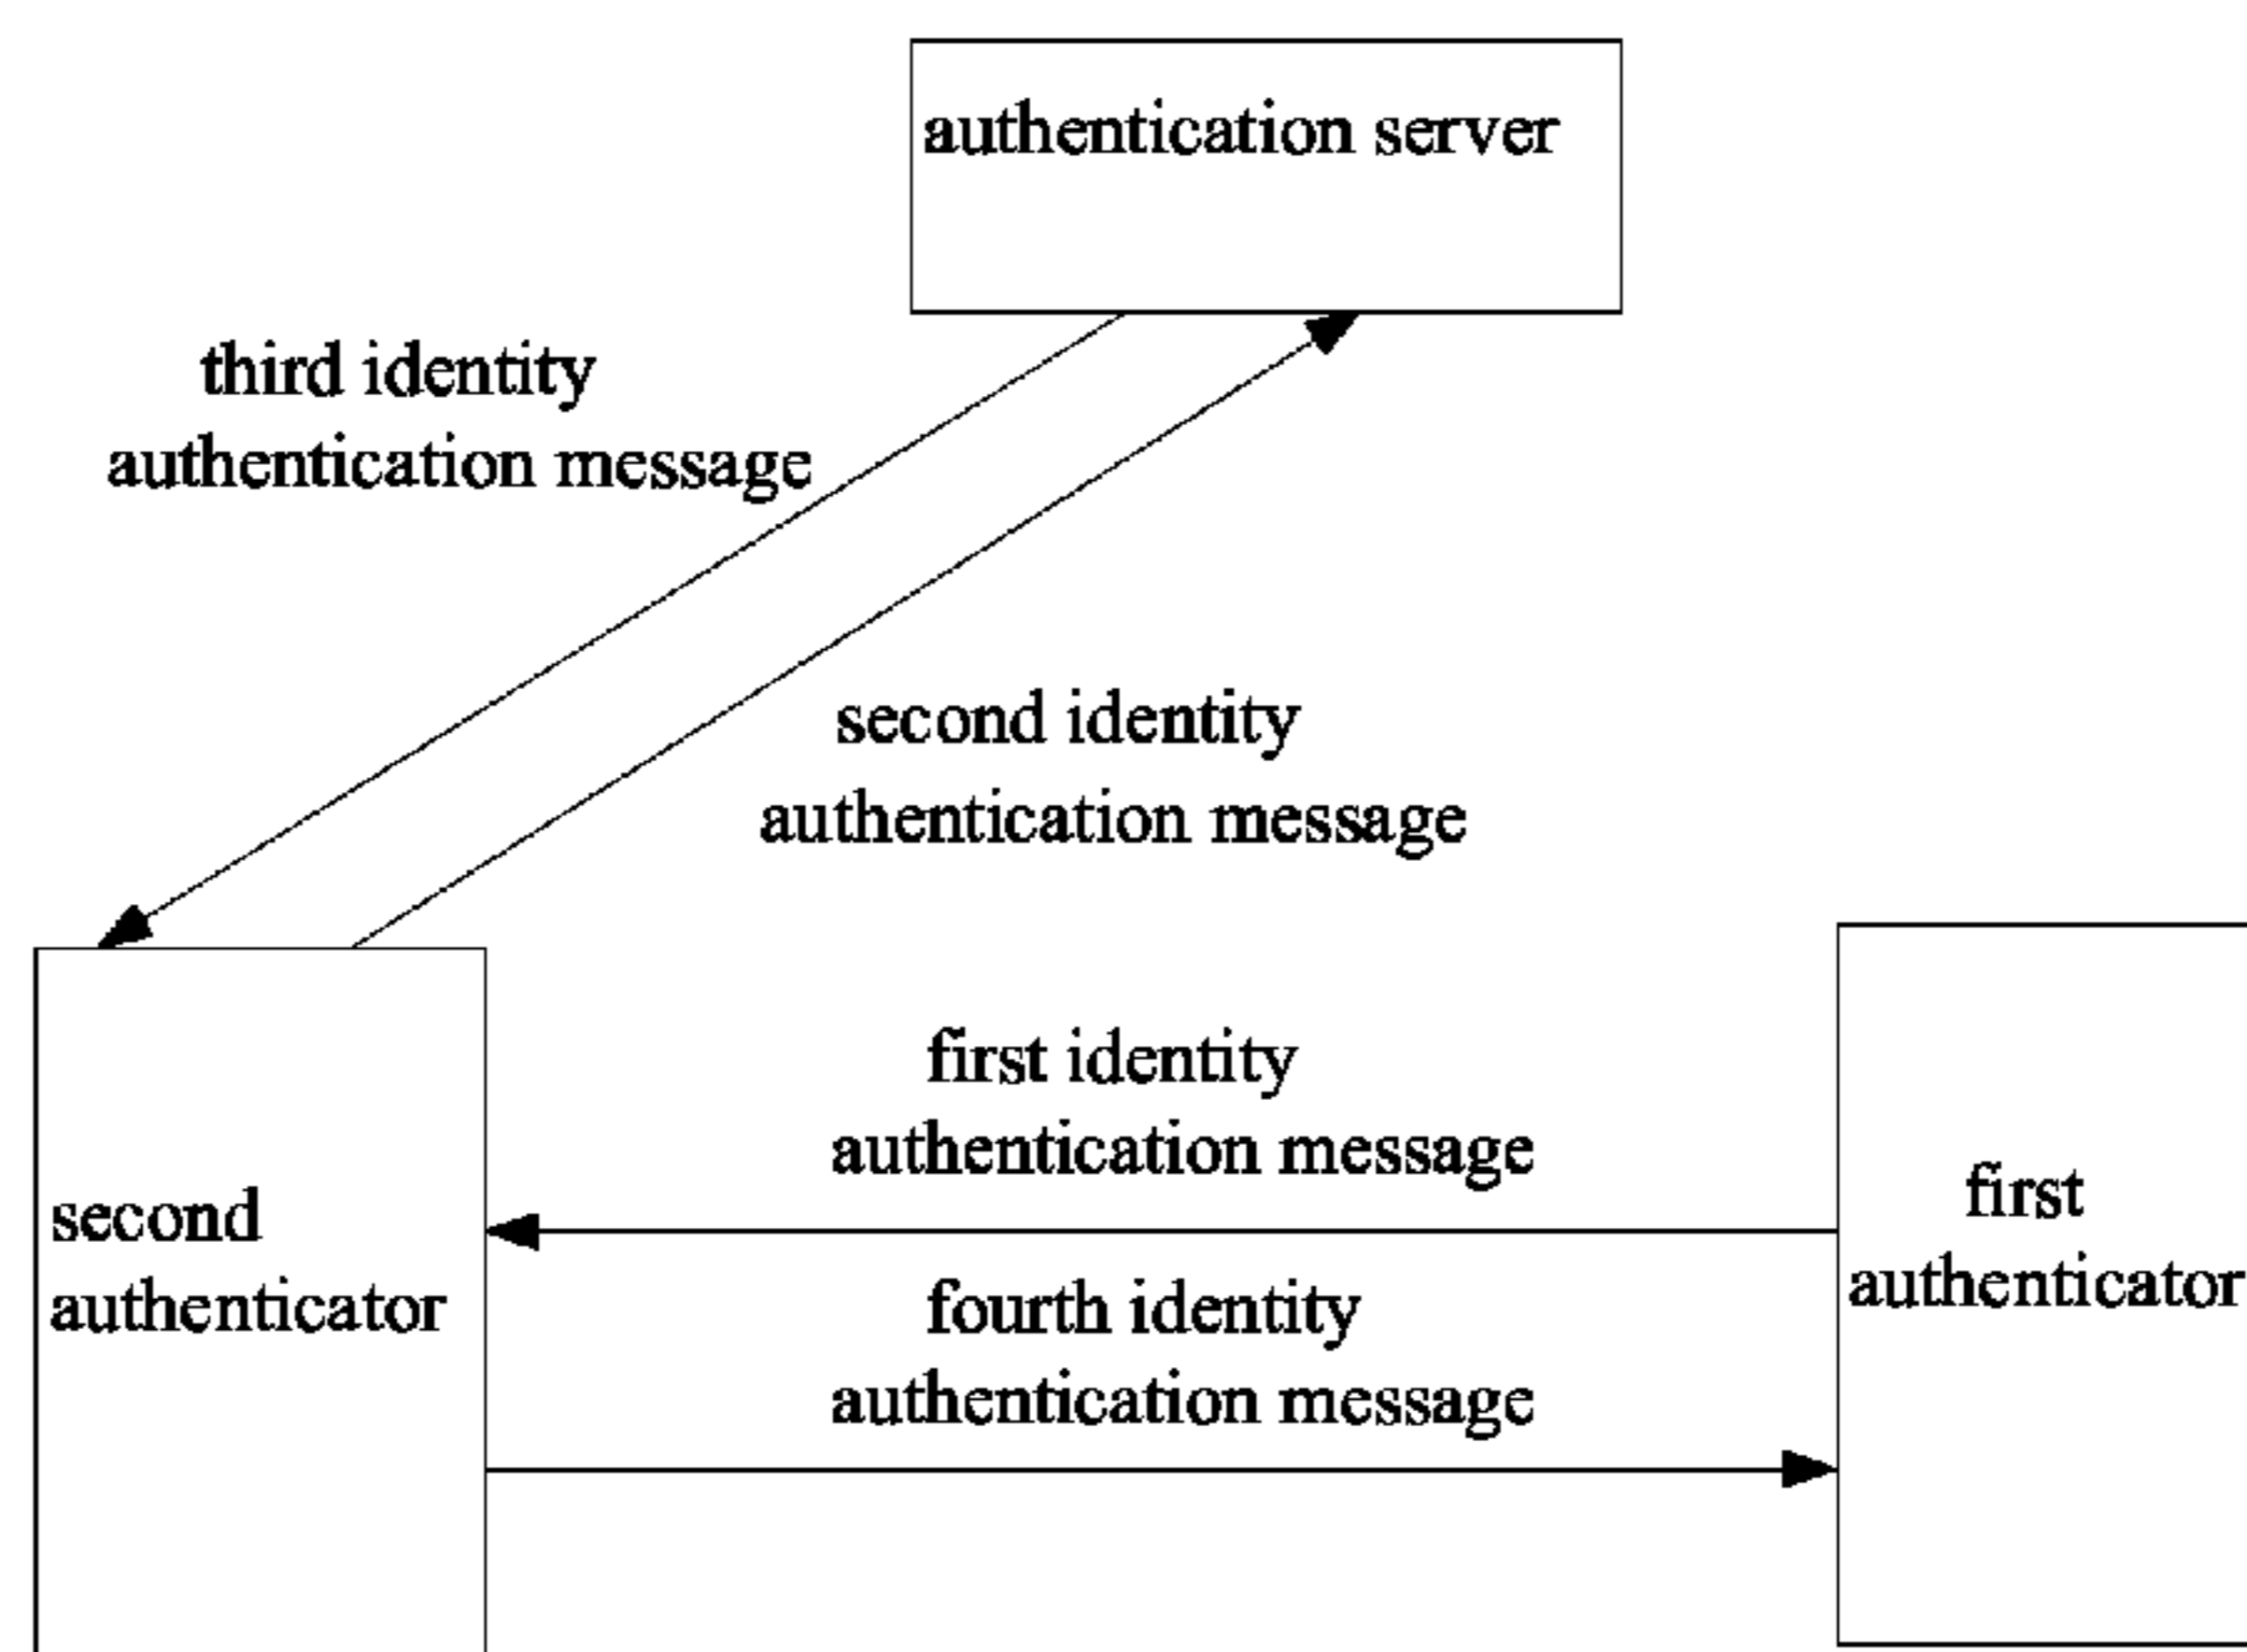 authentication server
third identity
authentication message
second identity
authentication message
first identity
authentication message
second
authenticator
first
authenticator
fourth identity
authentication message